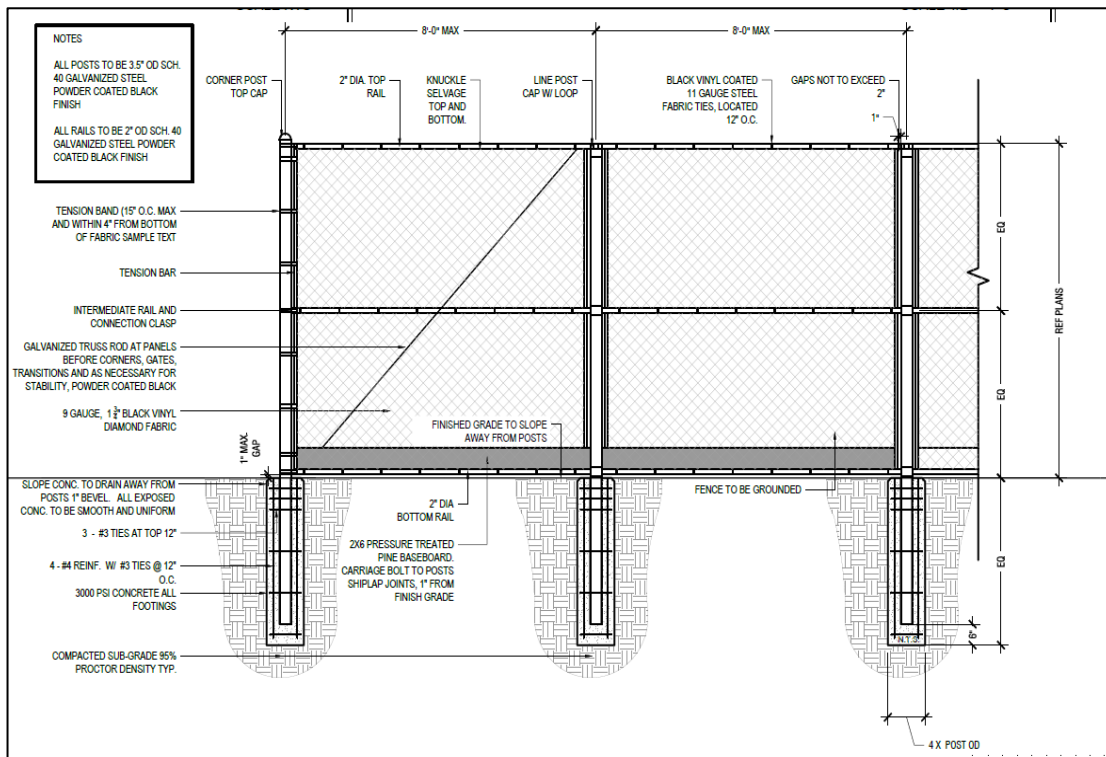 8'-0" MAX
8'-0" MAX
NOTES
ALL POSTS TO BE 3.5" OD SCH.
40 GALVANIZED STEEL
POWDER COATED BLACK
FINISH
ALL RAILS TO BE 2" OD SCH. 40
GALVANIZED STEEL POWDER
COATED BLACK FINISH
CORNER POST
TOP CAP
2" DIA. TOP
RAIL
KNUCKLE
SELVAGE
TOP AND
BOTTOM.
LINE POST
CAP W/ LOOP
BLACK VINYL COATED
11 GAUGE STEEL
FABRIC TIES, LOCATED
12" O.C.
GAPS NOT TO EXCEED
2"
1"
TENSION BAND (15" O.C. MAX
AND WITHIN 4" FROM BOTTOM
OF FABRIC SAMPLE TEXT
TENSION BAR
INTERMEDIATE RAIL AND
CONNECTION CLASP
GALVANIZED TRUSS ROD AT PANELS
BEFORE CORNERS, GATES,
TRANSITIONS AND AS NECESSARY FOR
STABILITY, POWDER COATED BLACK
9 GAUGE, 1 3/4" BLACK VINYL
DIAMOND FABRIC
1" MAX.
GAP
FINISHED GRADE TO SLOPE
AWAY FROM POSTS
EQ
EQ
REF PLANS
SLOPE CONC. TO DRAIN AWAY FROM
POSTS 1" BEVEL. ALL EXPOSED
CONC. TO BE SMOOTH AND UNIFORM
3 - #3 TIES AT TOP 12"
4 - #4 REINF. W/ #3 TIES @ 12"
O.C.
3000 PSI CONCRETE ALL
FOOTINGS
COMPACTED SUB-GRADE 95%
PROCTOR DENSITY TYP.
2" DIA
BOTTOM RAIL
2X6 PRESSURE TREATED
PINE BASEBOARD.
CARRIAGE BOLT TO POSTS
SHIPLAP JOINTS, 1" FROM
FINISH GRADE
FENCE TO BE GROUNDED
EQ
6"
N.T.S.
4 X POST OD